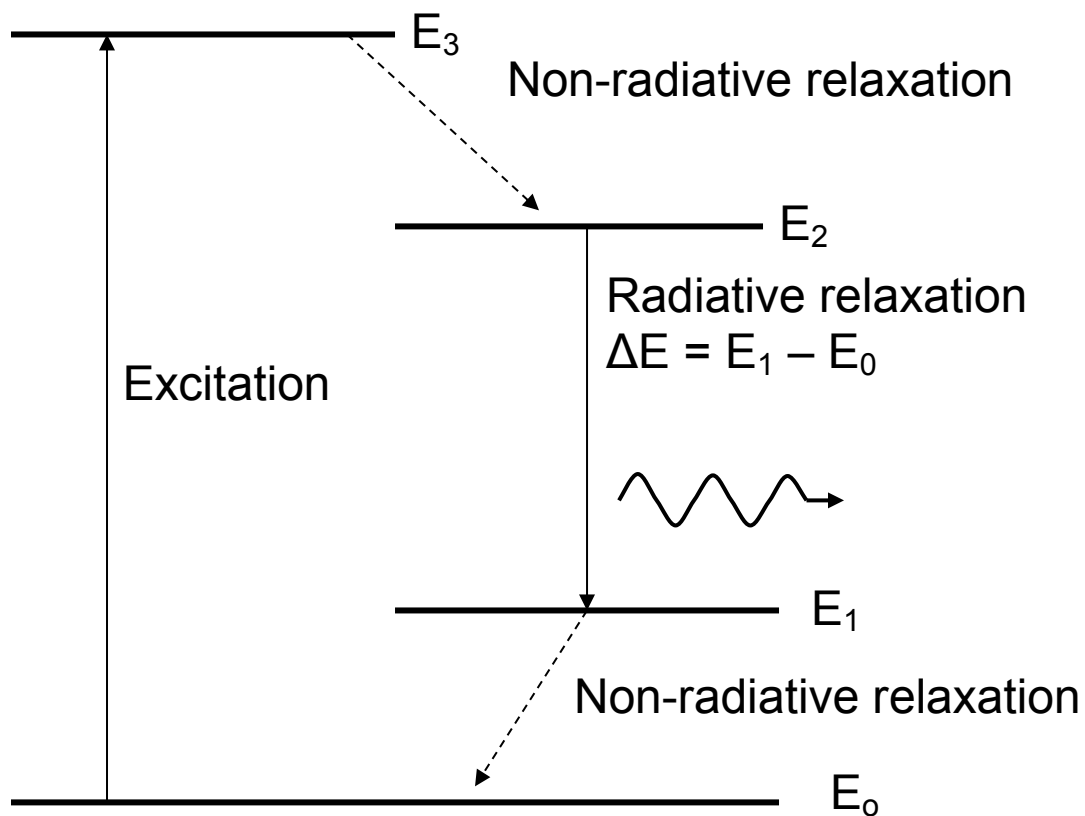 E₃
Non-radiative relaxation
E₂
Radiative relaxation
ΔE = E₁ – E₀
Excitation
E₁
Non-radiative relaxation
Eₒ